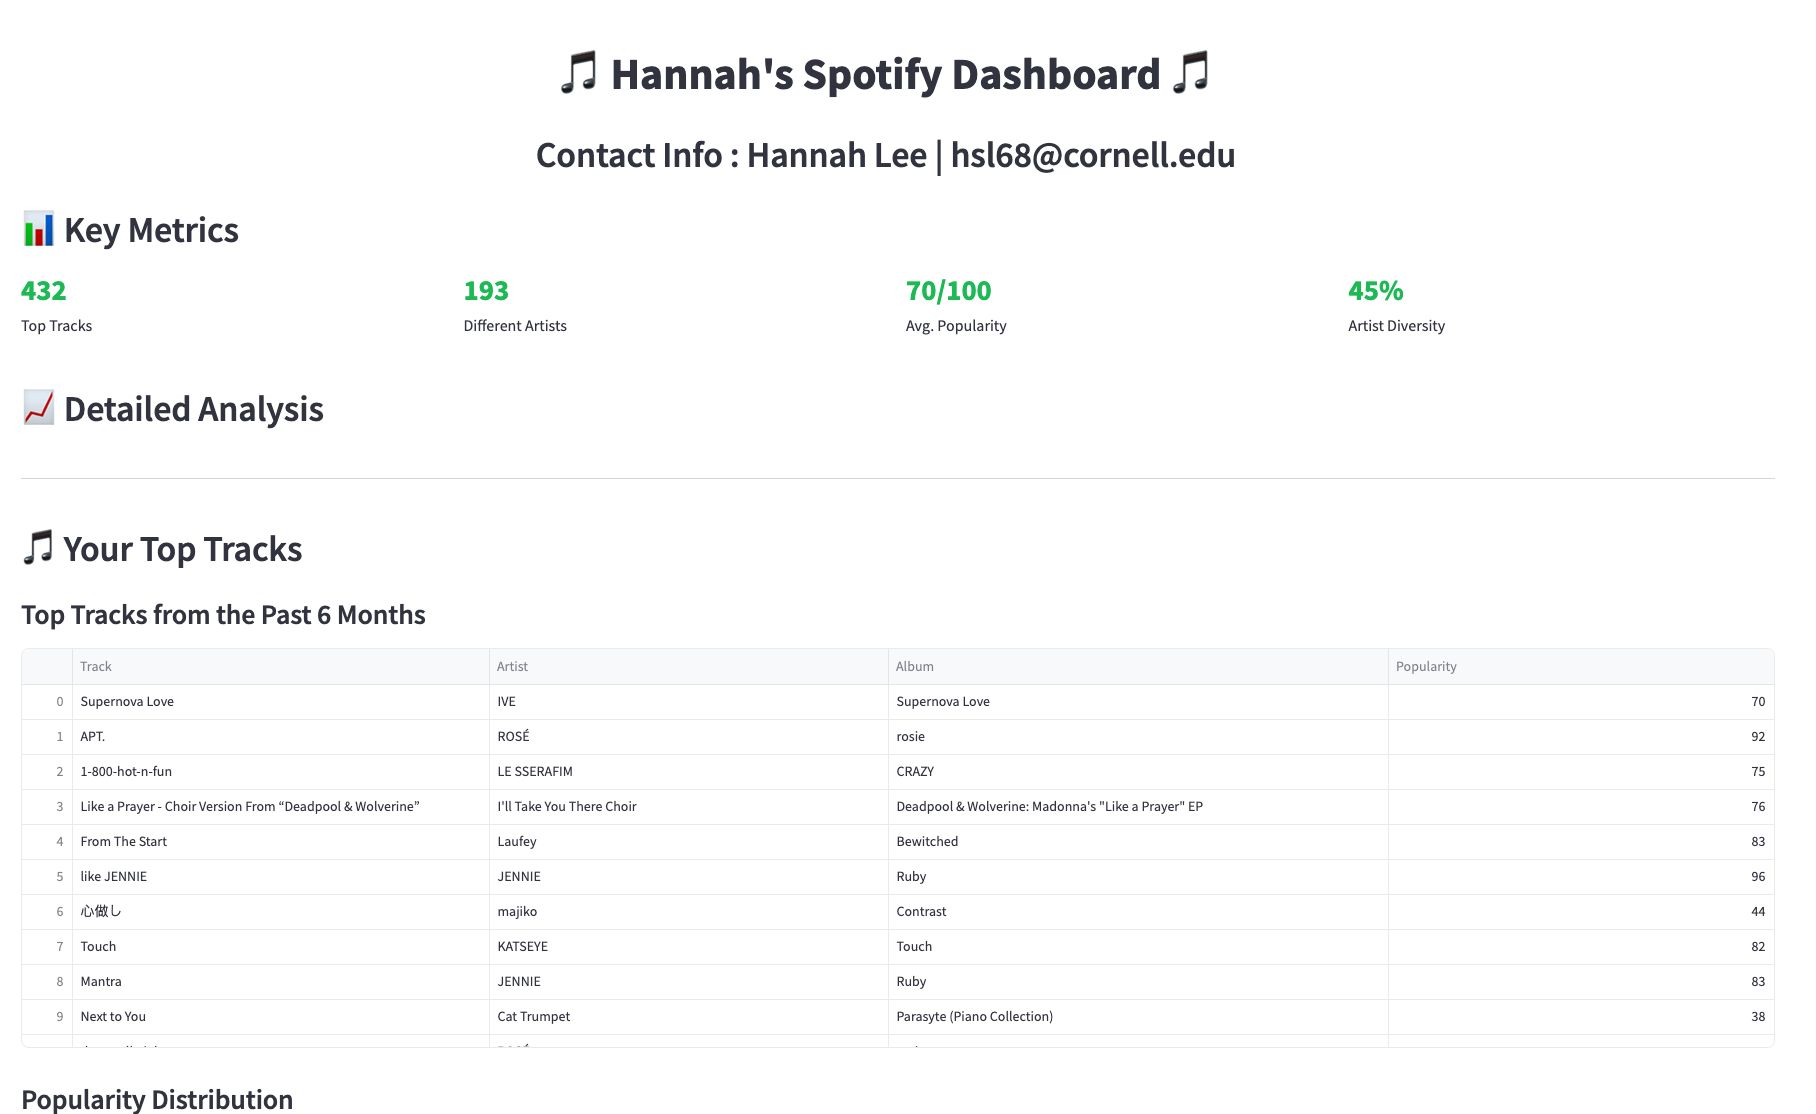 🎵 Hannah's Spotify Dashboard 🎵
Contact Info : Hannah Lee | hsl68@cornell.edu
📊 Key Metrics
432 193 70/100 45%
Top Tracks Different Artists Avg. Popularity Artist Diversity
📈 Detailed Analysis
🎵 Your Top Tracks
Top Tracks from the Past 6 Months
Track Artist Album Popularity
0 Supernova Love IVE Supernova Love 70
1 APT. ROSÉ rosie 92
2 1-800-hot-n-fun LE SSERAFIM CRAZY 75
3 Like a Prayer - Choir Version From “Deadpool & Wolverine” I'll Take You There Choir Deadpool & Wolverine: Madonna's "Like a Prayer" EP 76
4 From The Start Laufey Bewitched 83
5 like JENNIE JENNIE Ruby 96
6 心做し majiko Contrast 44
7 Touch KATSEYE Touch 82
8 Mantra JENNIE Ruby 83
9 Next to You Cat Trumpet Parasyte (Piano Collection) 38
Popularity Distribution